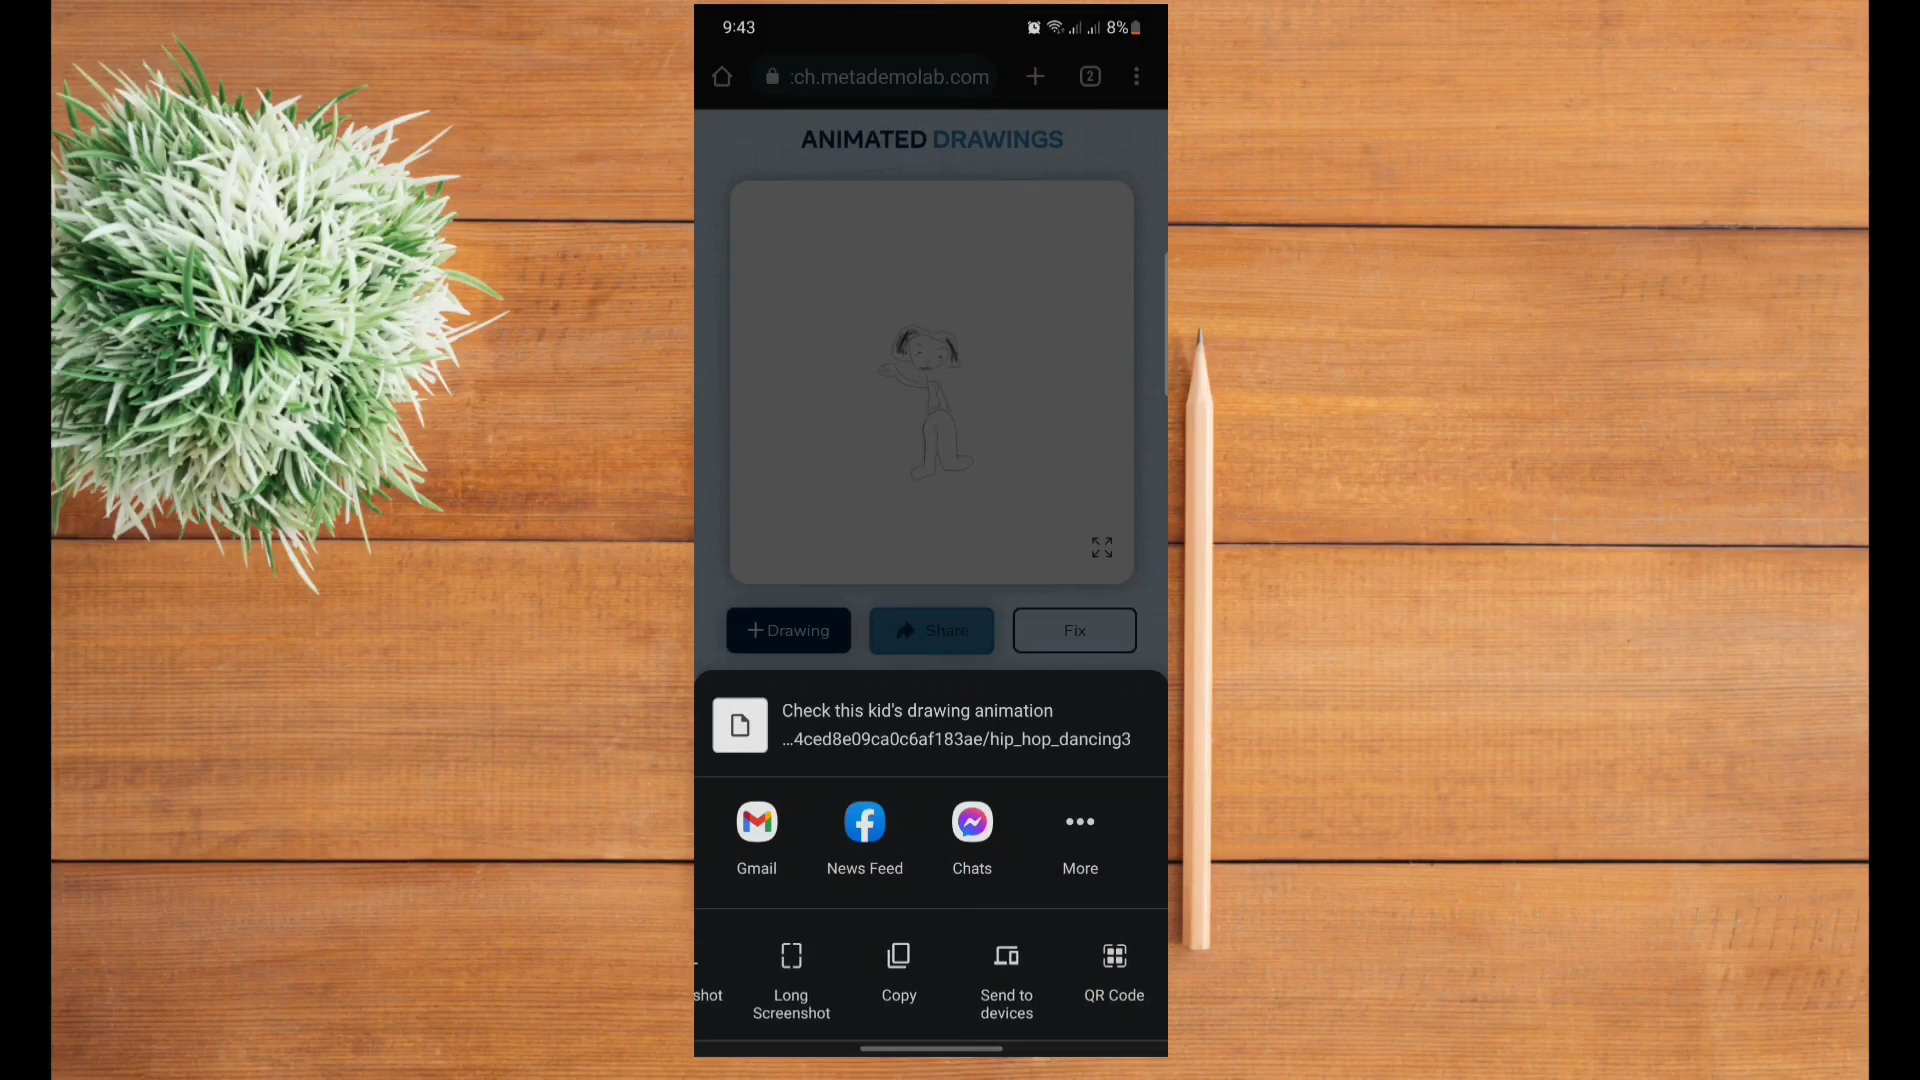 9:43
8%
:ch.metademolab.com
2
ANIMATED DRAWINGS
+ Drawing
Share
Fix
Check this kid's drawing animation
...4ced8e09ca0c6af183ae/hip_hop_dancing3
Gmail
News Feed
Chats
More
shot
Long
Screenshot
Copy
Send to
devices
QR Code